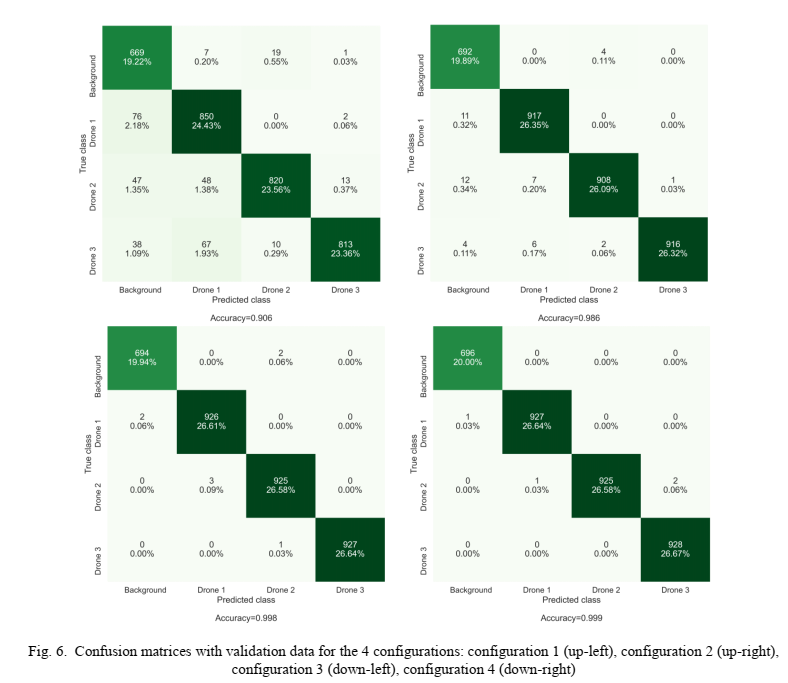 669 7 19 1
19.22% 0.20% 0.55% 0.03%
Background
76 850 0 2
2.18% 24.43% 0.00% 0.06%
Drone 1
True class
47 48 820 13
1.35% 1.38% 23.56% 0.37%
Drone 2
38 67 10 813
1.09% 1.93% 0.29% 23.36%
Drone 3
Background Drone 1 Drone 2 Drone 3
Predicted class
Accuracy=0.906
692 0 4 0
19.89% 0.00% 0.11% 0.00%
Background
11 917 0 0
0.32% 26.35% 0.00% 0.00%
Drone 1
True class
12 7 908 1
0.34% 0.20% 26.09% 0.03%
Drone 2
4 6 2 916
0.11% 0.17% 0.06% 26.32%
Drone 3
Background Drone 1 Drone 2 Drone 3
Predicted class
Accuracy=0.986
694 0 2 0
19.94% 0.00% 0.06% 0.00%
Background
2 926 0 0
0.06% 26.61% 0.00% 0.00%
Drone 1
True class
0 3 925 0
0.00% 0.09% 26.58% 0.00%
Drone 2
0 0 1 927
0.00% 0.00% 0.03% 26.64%
Drone 3
Background Drone 1 Drone 2 Drone 3
Predicted class
Accuracy=0.998
696 0 0 0
20.00% 0.00% 0.00% 0.00%
Background
1 927 0 0
0.03% 26.64% 0.00% 0.00%
Drone 1
True class
0 1 925 2
0.00% 0.03% 26.58% 0.06%
Drone 2
0 0 0 928
0.00% 0.00% 0.00% 26.67%
Drone 3
Background Drone 1 Drone 2 Drone 3
Predicted class
Accuracy=0.999
Fig. 6. Confusion matrices with validation data for the 4 configurations: configuration 1 (up-left), configuration 2 (up-right),
configuration 3 (down-left), configuration 4 (down-right)